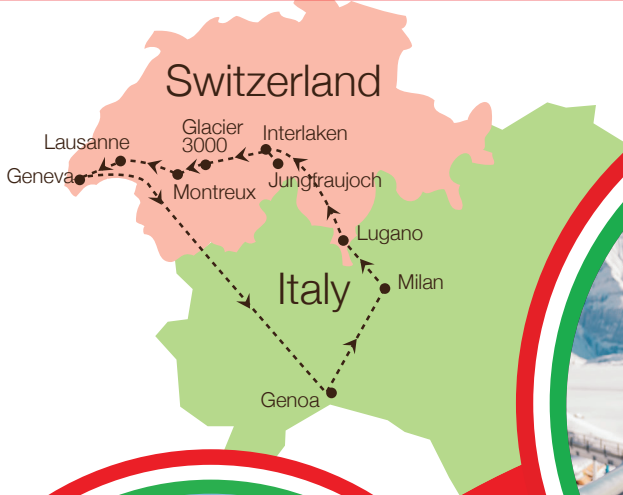 Switzerland
Glacier
3000
Interlaken
Lausanne
Geneva
Jungfraujoch
Montreux
Lugano
Italy
Milan
Genoa